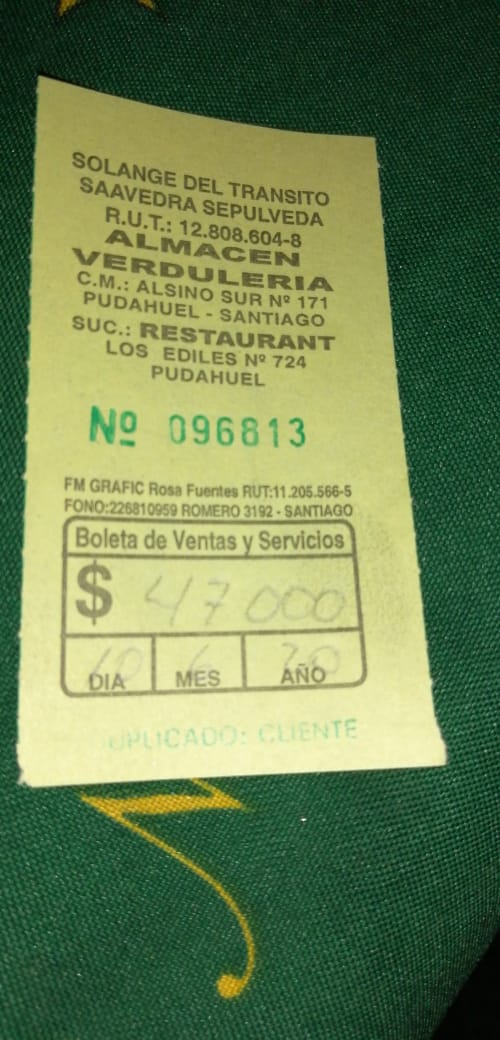 SOLANGE DEL TRANSITO
SAAVEDRA SEPULVEDA
R.U.T.: 12.808.604-8
ALMACEN
VERDULERIA
C.M.: ALSINO SUR Nº 171
PUDAHUEL - SANTIAGO
SUC.: RESTAURANT
LOS EDILES Nº 724
PUDAHUEL
Nº 096813
FM GRAFIC Rosa Fuentes RUT:11.205.566-5
FONO:226810959 ROMERO 3192 - SANTIAGO
Boleta de Ventas y Servicios
$ 47000
10 6 20
DIA MES AÑO
DUPLICADO: CLIENTE